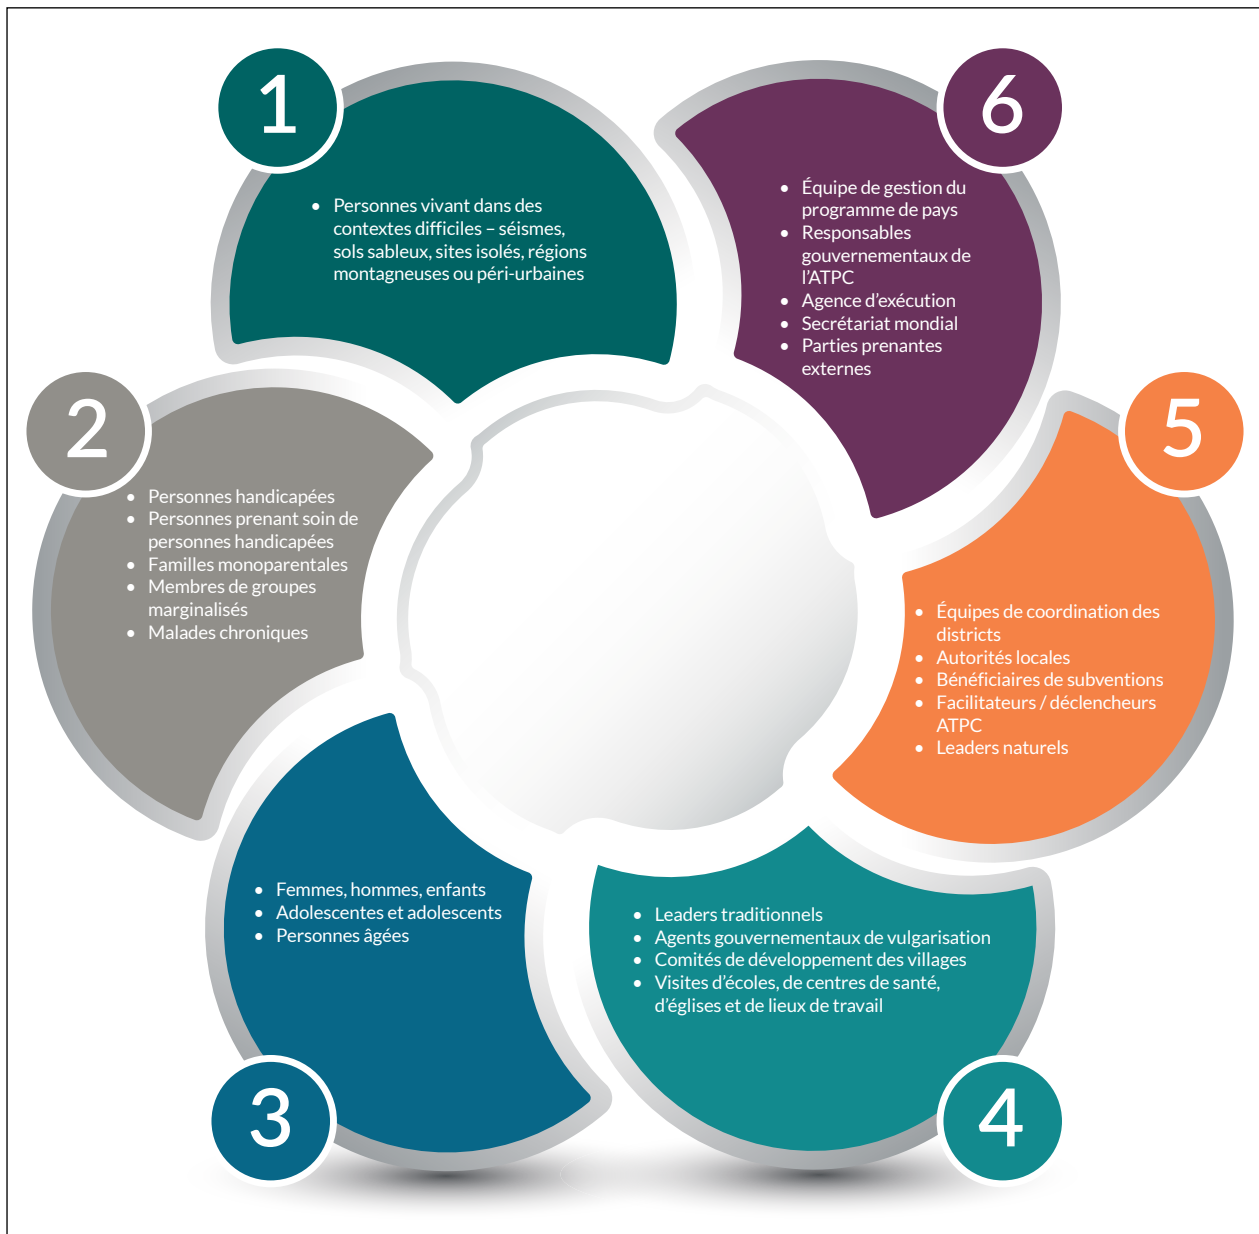 1
• Personnes vivant dans des
contextes difficiles – séismes,
sols sableux, sites isolés, régions
montagneuses ou péri-urbaines
2
• Personnes handicapées
• Personnes prenant soin de
personnes handicapées
• Familles monoparentales
• Membres de groupes
marginalisés
• Malades chroniques
3
• Femmes, hommes, enfants
• Adolescentes et adolescents
• Personnes âgées
4
• Leaders traditionnels
• Agents gouvernementaux de vulgarisation
• Comités de développement des villages
• Visites d’écoles, de centres de santé,
d’églises et de lieux de travail
5
• Équipes de coordination des
districts
• Autorités locales
• Bénéficiaires de subventions
• Facilitateurs / déclencheurs
ATPC
• Leaders naturels
6
• Équipe de gestion du
programme de pays
• Responsables
gouvernementaux de
l’ATPC
• Agence d’exécution
• Secrétariat mondial
• Parties prenantes
externes